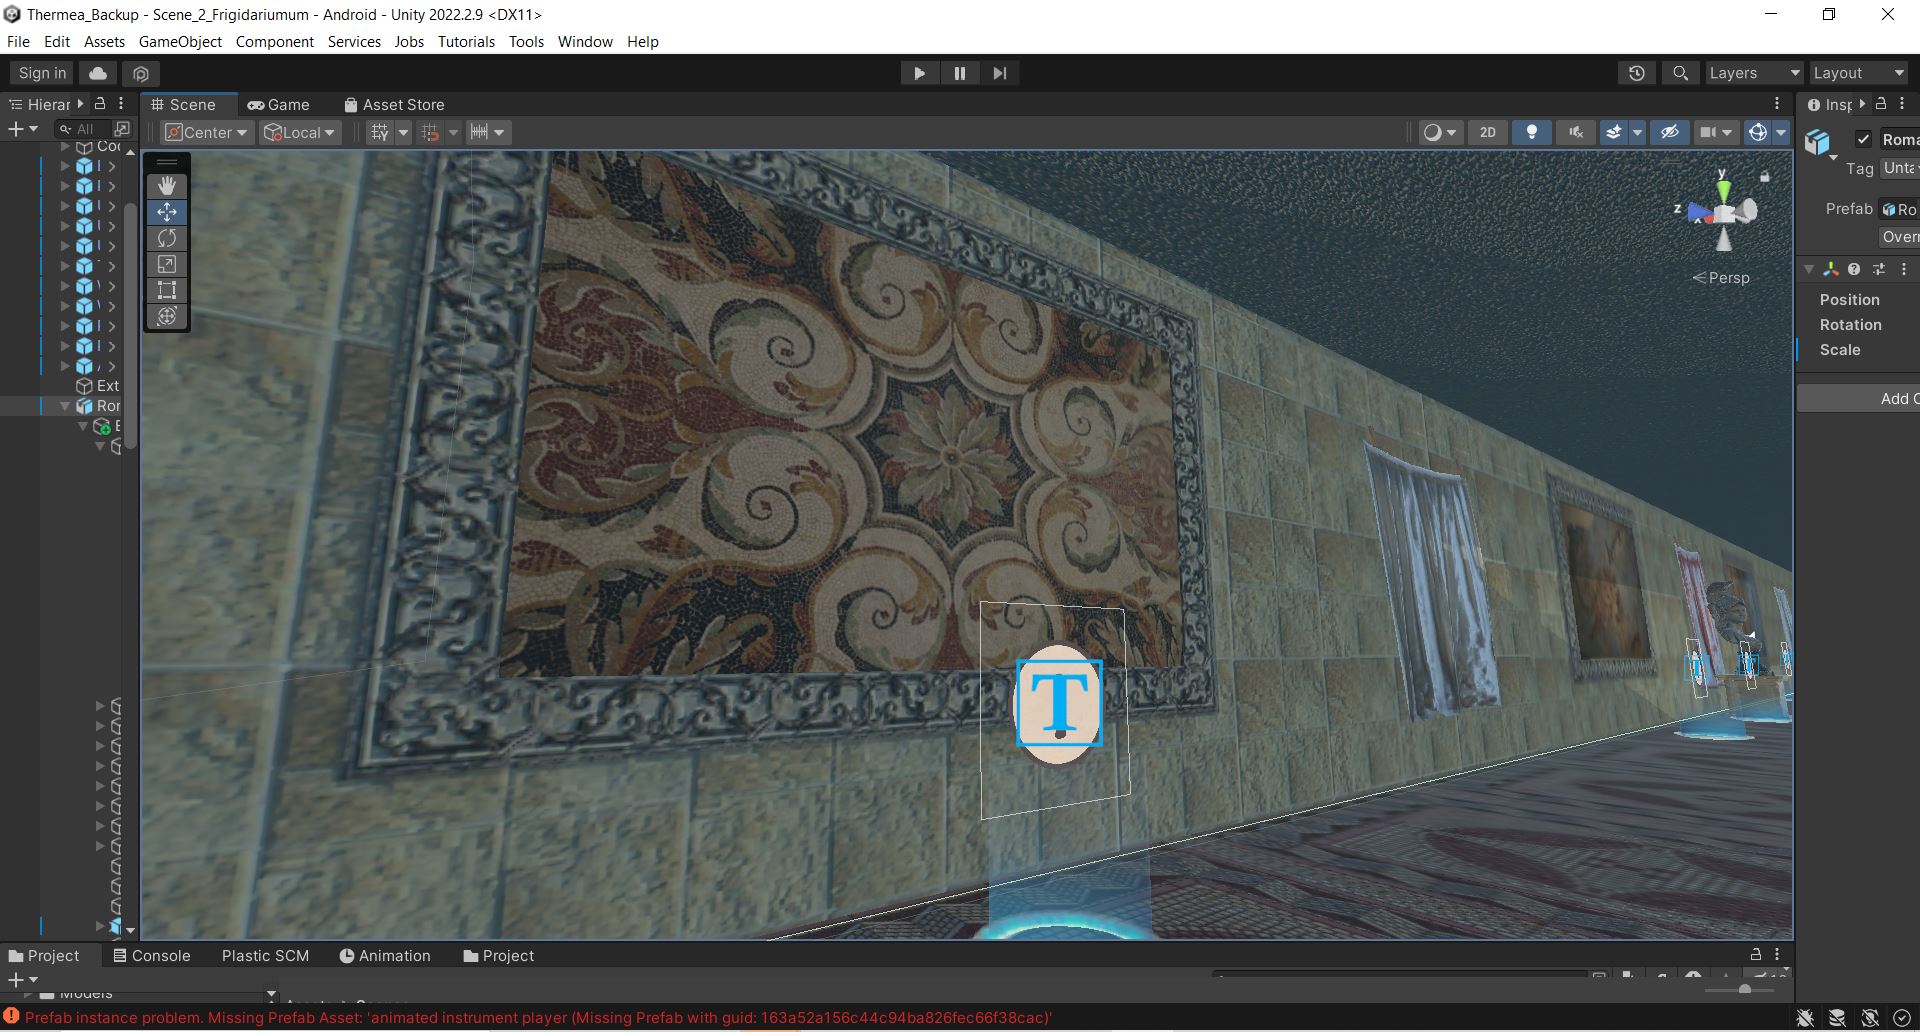 Thermea_Backup - Scene_2_Frigidariumum - Android - Unity 2022.2.9 <DX11>
File Edit Assets GameObject Component Services Jobs Tutorials Tools Window Help
Sign in
Layers
Layout
Hierar
Scene
Game
Asset Store
Insp
All
Center
Local
2D
Roma
Tag
Unta
Prefab
Ro
Overr
y
z
x
Persp
Position
Rotation
Scale
Add C
Ext
Ror
T
Project
Console
Plastic SCM
Animation
Project
Models
Prefab instance problem. Missing Prefab Asset: 'animated instrument player (Missing Prefab with guid: 163a52a156c44c94ba826fec66f38cac)'